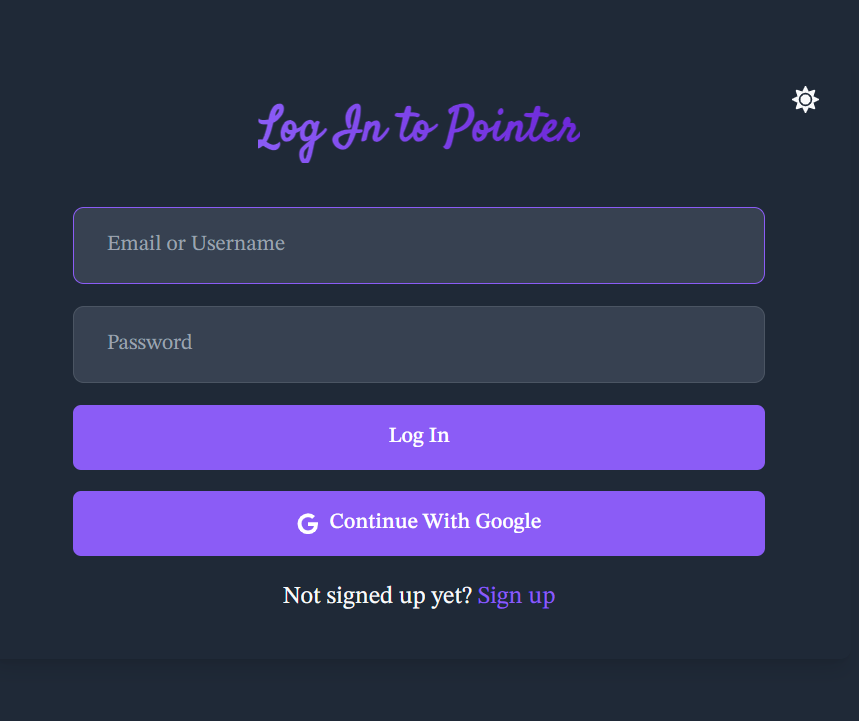 Log In to Pointer
Email or Username
Password
Log In
Continue With Google
Not signed up yet? Sign up